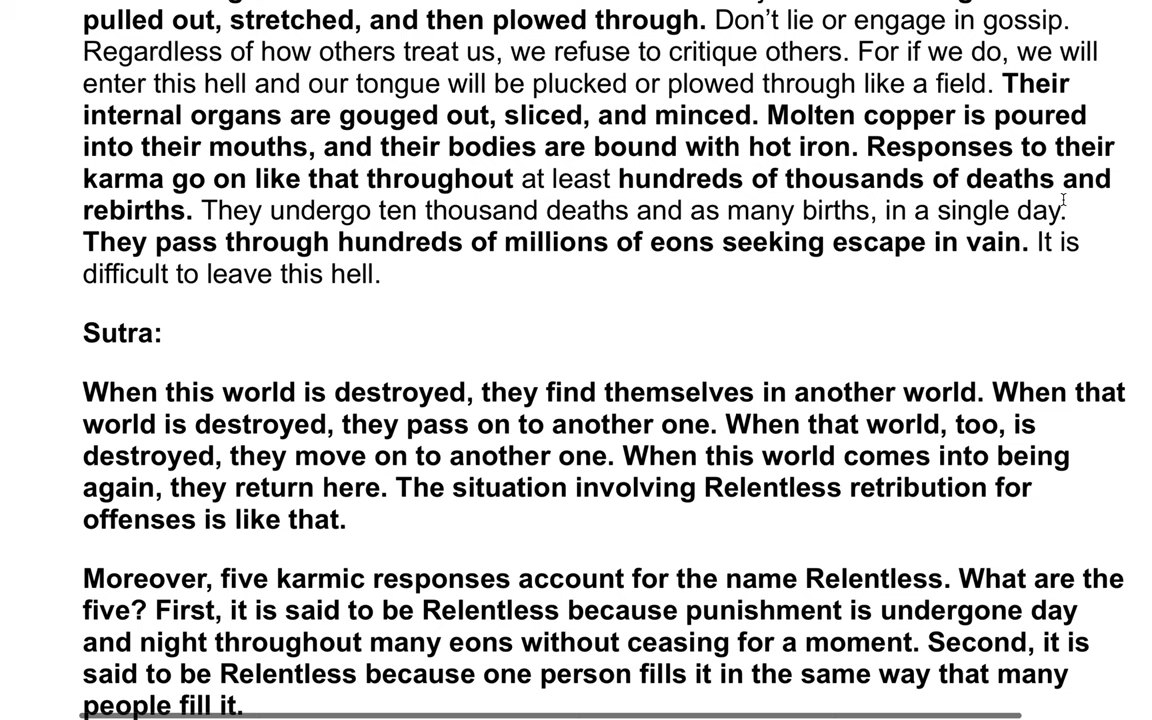 pulled out, stretched, and then plowed through. Don’t lie or engage in gossip.
Regardless of how others treat us, we refuse to critique others. For if we do, we will
enter this hell and our tongue will be plucked or plowed through like a field. Their
internal organs are gouged out, sliced, and minced. Molten copper is poured
into their mouths, and their bodies are bound with hot iron. Responses to their
karma go on like that throughout at least hundreds of thousands of deaths and
rebirths. They undergo ten thousand deaths and as many births, in a single day.
They pass through hundreds of millions of eons seeking escape in vain. It is
difficult to leave this hell.
Sutra:
When this world is destroyed, they find themselves in another world. When that
world is destroyed, they pass on to another one. When that world, too, is
destroyed, they move on to another one. When this world comes into being
again, they return here. The situation involving Relentless retribution for
offenses is like that.
Moreover, five karmic responses account for the name Relentless. What are the
five? First, it is said to be Relentless because punishment is undergone day
and night throughout many eons without ceasing for a moment. Second, it is
said to be Relentless because one person fills it in the same way that many
people fill it.